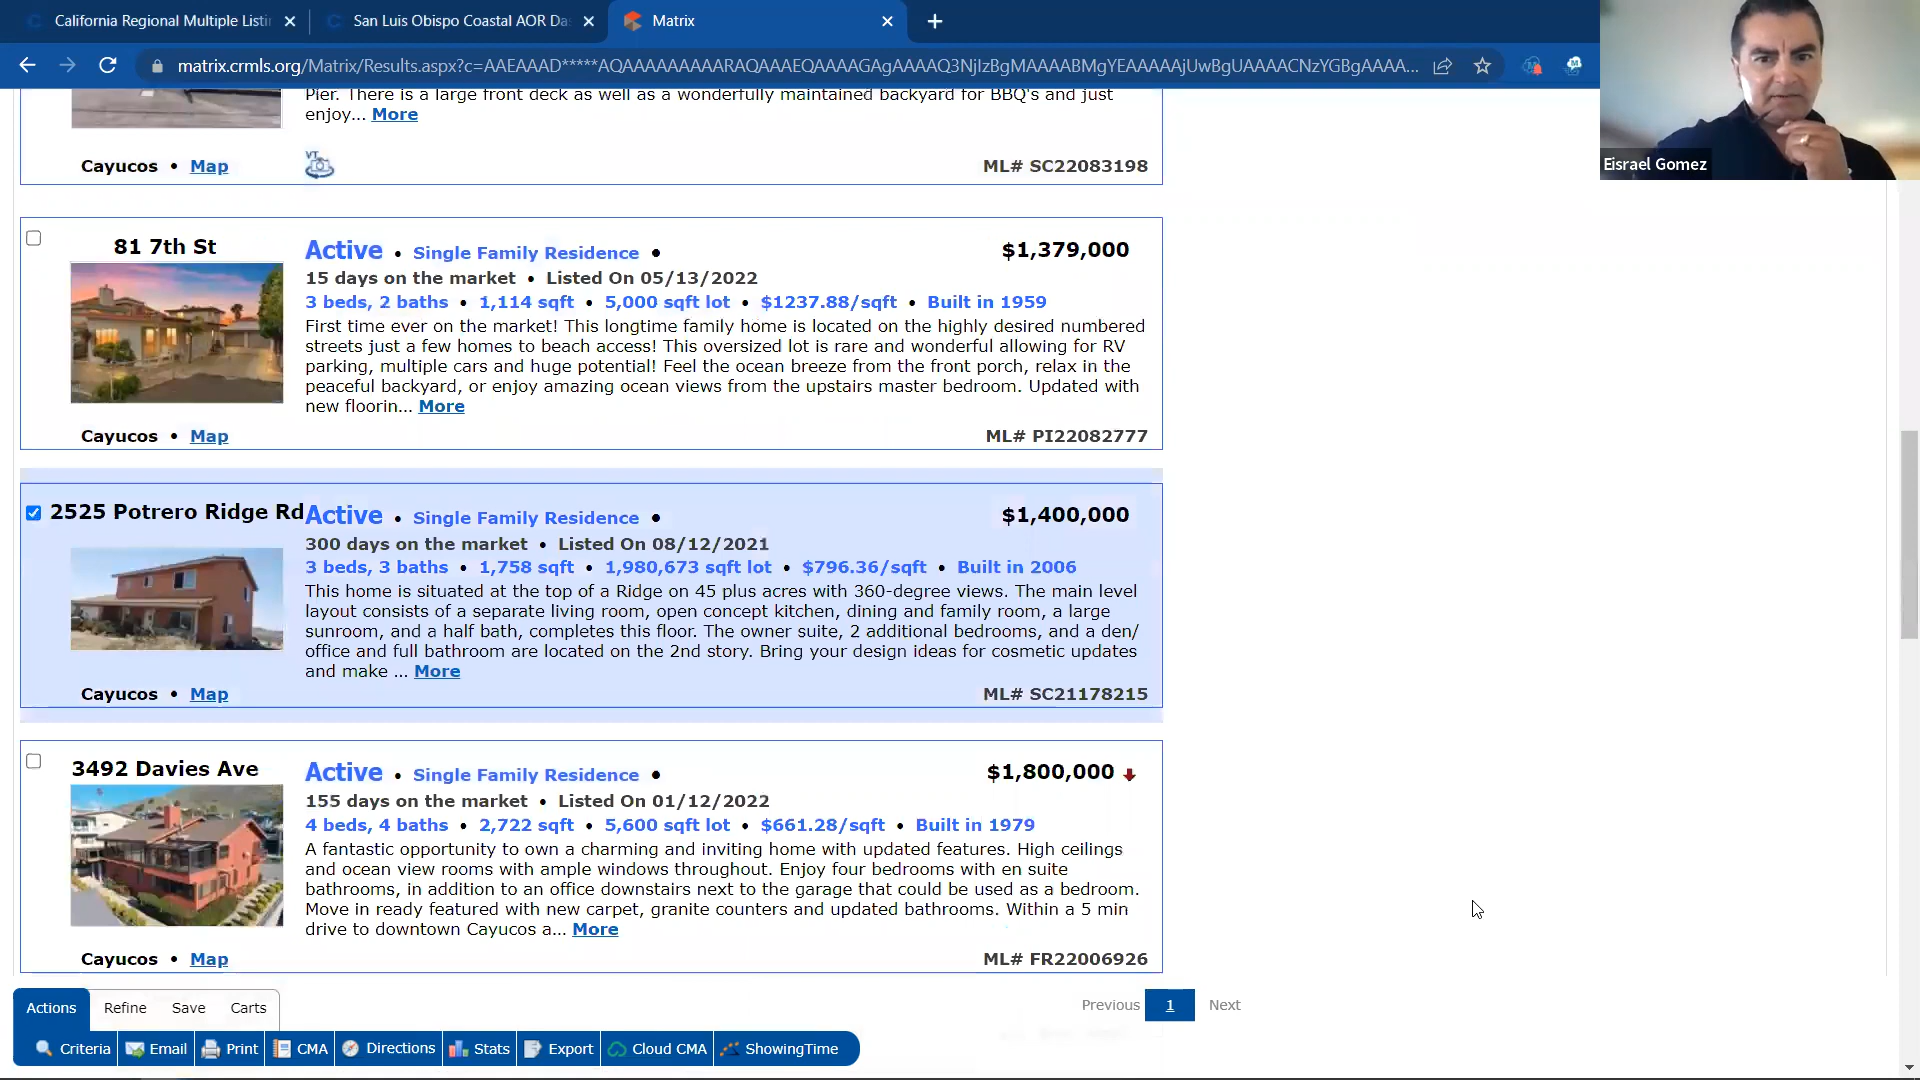 California Regional Multiple Listi
San Luis Obispo Coastal AOR Da
Matrix
matrix.crmls.org/Matrix/Results.aspx?c=AAEAAAD*****AQAAAAAAAAARAQAAAEQAAAAGAgAAAAQ3NjIzBgMAAAABMgYEAAAAAjUwBgUAAAACNzYGBgAAAA...
Pier. There is a large front deck as well as a wonderfully maintained backyard for BBQ's and just
enjoy... More
Cayucos • Map
VT
ML# SC22083198
Eisrael Gomez
81 7th St
Active • Single Family Residence •
$1,379,000
15 days on the market • Listed On 05/13/2022
3 beds, 2 baths • 1,114 sqft • 5,000 sqft lot • $1237.88/sqft • Built in 1959
First time ever on the market! This longtime family home is located on the highly desired numbered
streets just a few homes to beach access! This oversized lot is rare and wonderful allowing for RV
parking, multiple cars and huge potential! Feel the ocean breeze from the front porch, relax in the
peaceful backyard, or enjoy amazing ocean views from the upstairs master bedroom. Updated with
new floorin... More
Cayucos • Map
ML# PI22082777
2525 Potrero Ridge Rd
Active • Single Family Residence •
$1,400,000
300 days on the market • Listed On 08/12/2021
3 beds, 3 baths • 1,758 sqft • 1,980,673 sqft lot • $796.36/sqft • Built in 2006
This home is situated at the top of a Ridge on 45 plus acres with 360-degree views. The main level
layout consists of a separate living room, open concept kitchen, dining and family room, a large
sunroom, and a half bath, completes this floor. The owner suite, 2 additional bedrooms, and a den/
office and full bathroom are located on the 2nd story. Bring your design ideas for cosmetic updates
and make ... More
Cayucos • Map
ML# SC21178215
3492 Davies Ave
Active • Single Family Residence •
$1,800,000
155 days on the market • Listed On 01/12/2022
4 beds, 4 baths • 2,722 sqft • 5,600 sqft lot • $661.28/sqft • Built in 1979
A fantastic opportunity to own a charming and inviting home with updated features. High ceilings
and ocean view rooms with ample windows throughout. Enjoy four bedrooms with en suite
bathrooms, in addition to an office downstairs next to the garage that could be used as a bedroom.
Move in ready featured with new carpet, granite counters and updated bathrooms. Within a 5 min
drive to downtown Cayucos a... More
Cayucos • Map
ML# FR22006926
Actions Refine Save Carts
Previous 1 Next
Criteria Email Print CMA Directions Stats Export Cloud CMA ShowingTime